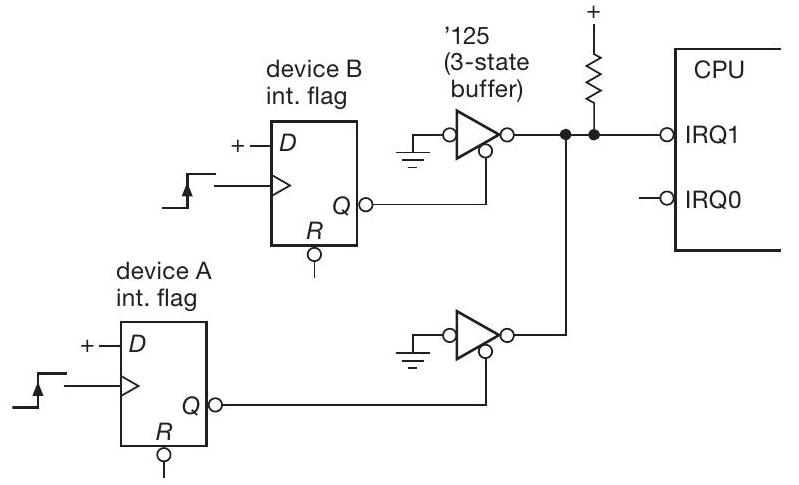 +
’125
(3-state
buffer)
CPU
device B
int. flag
+
D
IRQ1
Q
IRQ0
R
device A
int. flag
+
D
Q
R